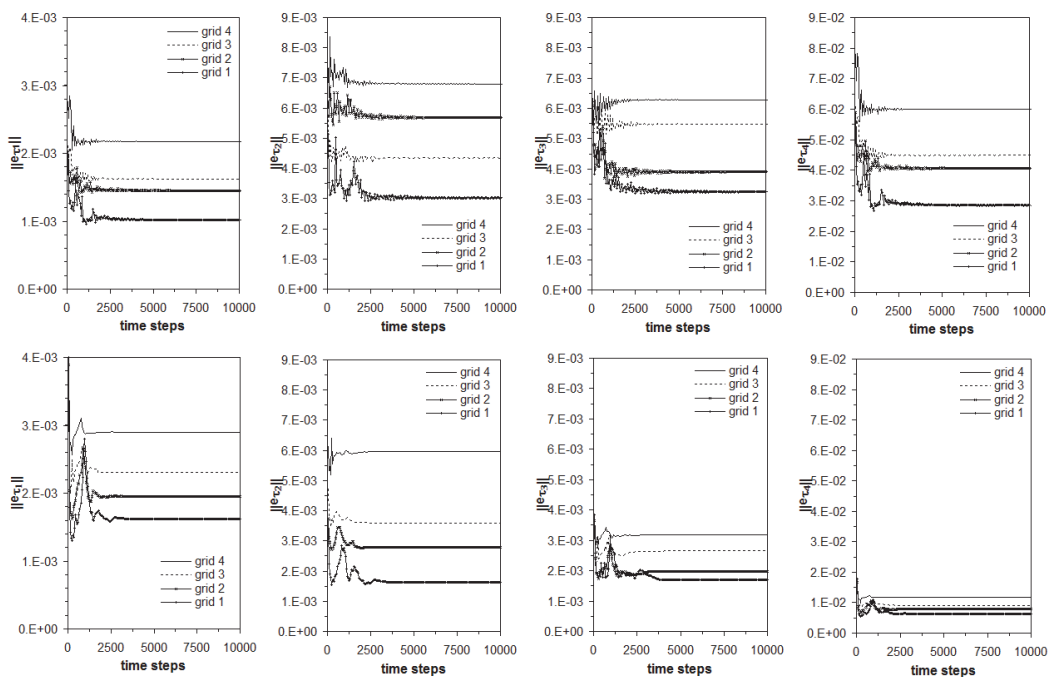 4.E-03
3.E-03
2.E-03
1.E-03
0.E+00
||eτ1||
grid 4
grid 3
grid 2
grid 1
0 2500 5000 7500 10000
time steps
9.E-03
8.E-03
7.E-03
6.E-03
5.E-03
4.E-03
3.E-03
2.E-03
1.E-03
0.E+00
||eτ2||
grid 4
grid 3
grid 2
grid 1
0 2500 5000 7500 10000
time steps
9.E-03
8.E-03
7.E-03
6.E-03
5.E-03
4.E-03
3.E-03
2.E-03
1.E-03
0.E+00
||eτ3||
grid 4
grid 3
grid 2
grid 1
0 2500 5000 7500 10000
time steps
9.E-02
8.E-02
7.E-02
6.E-02
5.E-02
4.E-02
3.E-02
2.E-02
1.E-02
0.E+00
||eτ4||
grid 4
grid 3
grid 2
grid 1
0 2500 5000 7500 10000
time steps
4.E-03
3.E-03
2.E-03
1.E-03
0.E+00
||eτ1||
grid 4
grid 3
grid 2
grid 1
0 2500 5000 7500 10000
time steps
9.E-03
8.E-03
7.E-03
6.E-03
5.E-03
4.E-03
3.E-03
2.E-03
1.E-03
0.E+00
||eτ2||
grid 4
grid 3
grid 2
grid 1
0 2500 5000 7500 10000
time steps
9.E-03
8.E-03
7.E-03
6.E-03
5.E-03
4.E-03
3.E-03
2.E-03
1.E-03
0.E+00
||eτ3||
grid 4
grid 3
grid 2
grid 1
0 2500 5000 7500 10000
time steps
9.E-02
8.E-02
7.E-02
6.E-02
5.E-02
4.E-02
3.E-02
2.E-02
1.E-02
0.E+00
||eτ4||
grid 4
grid 3
grid 2
grid 1
0 2500 5000 7500 10000
time steps